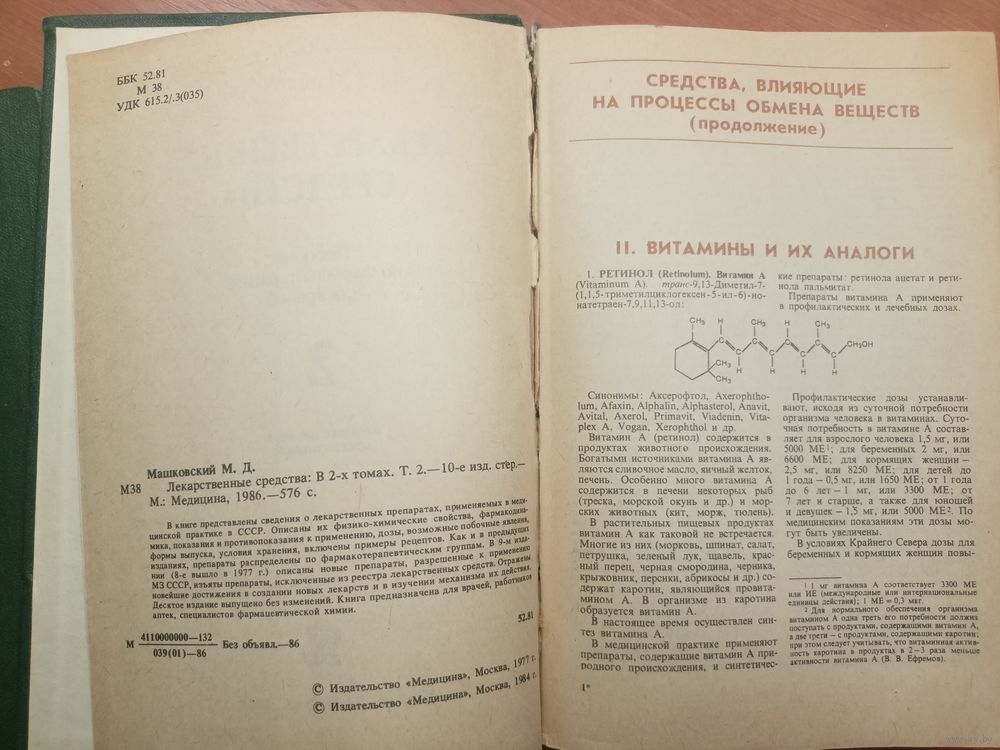 ББК 52.81
М 38
УДК 615.2/.3(035)
Машковский М. Д.
М38 Лекарственные средства: В 2-х томах. Т. 2.—10-е изд. стер.—
М.: Медицина, 1986.—576 с.
В книге представлены сведения о лекарственных препаратах, применяемых в меди-
цинской практике в СССР. Описаны их физико-химические свойства, фармакодина-
мика, показания и противопоказания к применению, дозы, возможные побочные явления,
формы выпуска, условия хранения, включены примеры рецептов. Как и в предыдущих
изданиях, препараты распределены по фармакотерапевтическим группам. В 9-м изда-
нии (8-е вышло в 1977 г.) описаны новые препараты, разрешенные к применению
МЗ СССР, изъяты препараты, исключенные из реестра лекарственных средств. Отражены
новейшие достижения в создании новых лекарств и в изучении механизма их действия.
Десятое издание выпущено без изменений. Книга предназначена для врачей, работников
аптек, специалистов фармацевтической химии.
52.81
М 4110000000—132
039(01)—86
Без объявл.—86
© Издательство «Медицина», Москва, 1977 г.
© Издательство «Медицина», Москва, 1984 г.
СРЕДСТВА, ВЛИЯЮЩИЕ
НА ПРОЦЕССЫ ОБМЕНА ВЕЩЕСТВ
(продолжение)
II. ВИТАМИНЫ И ИХ АНАЛОГИ
1. РЕТИНОЛ (Retinolum). Витамин А
(Vitaminum A). транс-9,13-Диметил-7-
(1,1,5-триметилциклогексен-5-ил-6)-но-
натетраен-7,9,11,13-ол:
кие препараты: ретинола ацетат и рети-
нола пальмитат.
Препараты витамина А применяют
в профилактических и лечебных дозах.
CH₃ H CH₃ H CH₃
C C C C CH₂OH
CH₃
CH₃
H H H H
Синонимы: Аксерофтол, Axerophtho-
lum, Afaxin, Alphalin, Alphasterol, Anavit,
Avital, Axerol, Primavit, Viadenin, Vita-
plex A, Vogan, Xerophthol и др.
Витамин А (ретинол) содержится в
продуктах животного происхождения.
Богатыми источниками витамина А яв-
ляются сливочное масло, яичный желток,
печень. Особенно много витамина А
содержится в печени некоторых рыб
(треска, морской окунь и др.) и мор-
ских животных (кит, морж, тюлень).
В растительных пищевых продуктах
витамин А как таковой не встречается.
Многие из них (морковь, шпинат, салат,
петрушка, зеленый лук, щавель, крас-
ный перец, черная смородина, черника,
крыжовник, персики, абрикосы и др.) со-
держат каротин, являющийся провита-
мином А. В организме из каротина
образуется витамин А.
В настоящее время осуществлен син-
тез витамина А.
В медицинской практике применяют
препараты, содержащие витамин А при-
родного происхождения, и синтетичес-
Профилактические дозы устанавли-
вают, исходя из суточной потребности
организма человека в витаминах. Суто-
чная потребность в витамине А состав-
ляет для взрослого человека 1,5 мг, или
5000 МЕ¹; для беременных 2 мг, или
6600 МЕ; для кормящих женщин —
2,5 мг, или 8250 МЕ; для детей до
1 года — 0,5 мг, или 1650 МЕ; от 1 года
до 6 лет — 1 мг, или 3300 МЕ; от
7 лет и старше, а также для юношей
и девушек — 1,5 мг, или 5000 МЕ². По
медицинским показаниям эти дозы мо-
гут быть увеличены.
В условиях Крайнего Севера дозы для
беременных и кормящих женщин повы-
¹ 1 мг витамина А соответствует 3300 МЕ
или ИЕ (международные или интернациональные
единицы действия); 1 МЕ = 0,3 мкг.
² Для нормального обеспечения организма
витамином А одна треть его потребности должна
поступать с продуктами, содержащими витамин А,
а две трети — с продуктами, содержащими каротин;
при этом следует учитывать, что витаминная актив-
ность каротина в продуктах в 2—3 раза меньше
активности витамина А (В. В. Ефремов).
1*
www.ay.by